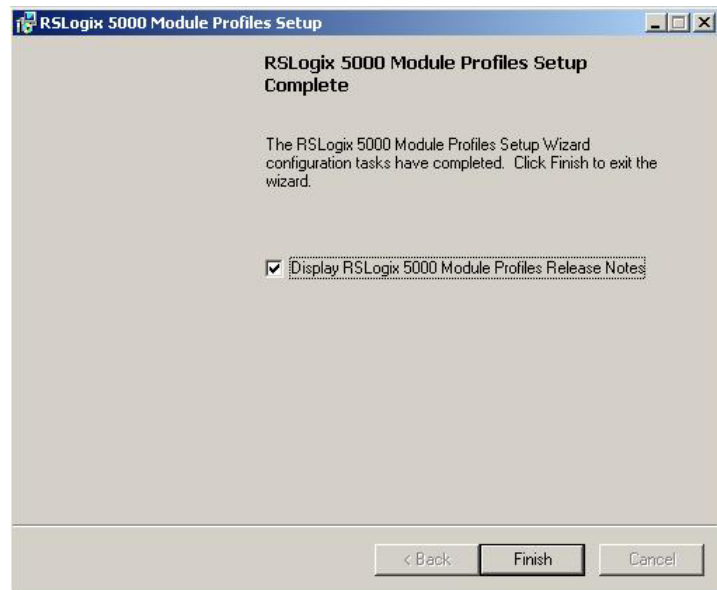 RSLogix 5000 Module Profiles Setup
RSLogix 5000 Module Profiles Setup
Complete
The RSLogix 5000 Module Profiles Setup Wizard
configuration tasks have completed. Click Finish to exit the
wizard.
Display RSLogix 5000 Module Profiles Release Notes
< Back
Finish
Cancel